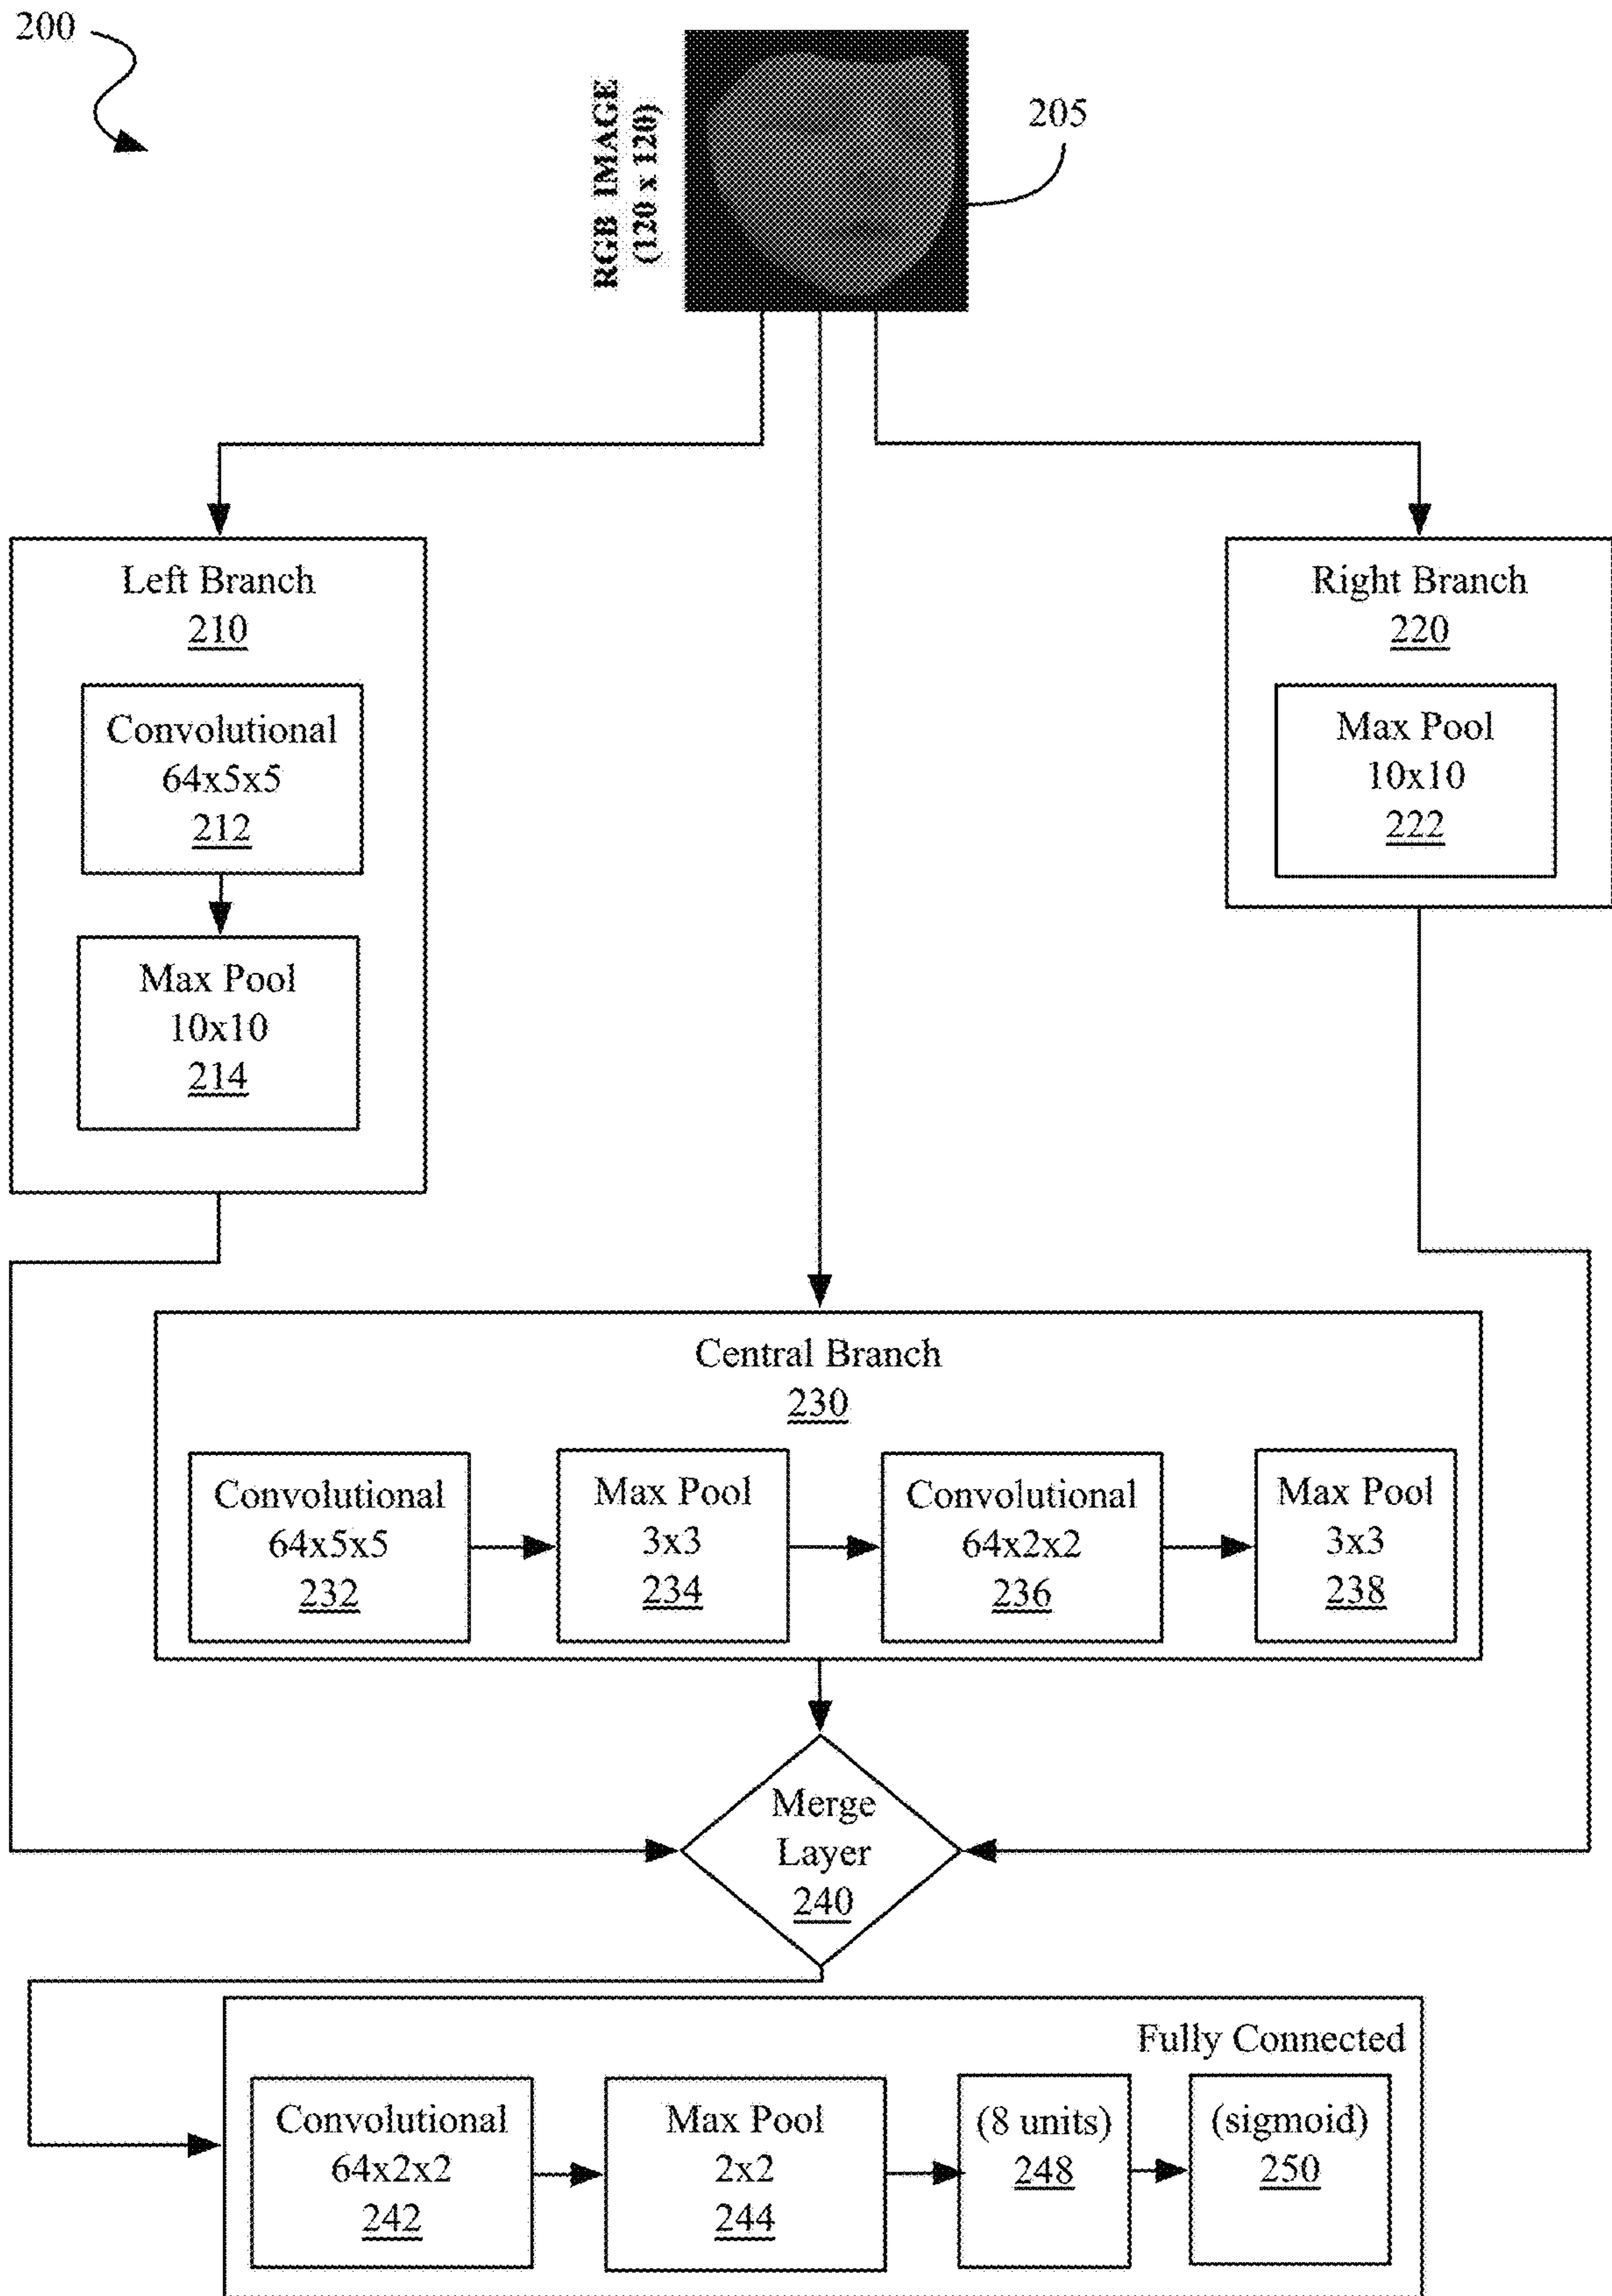 200
RGB IMAGE
(120 x 120)
205
Left Branch
210
Convolutional
64x5x5
212
Max Pool
10x10
214
Right Branch
220
Max Pool
10x10
222
Central Branch
230
Convolutional
64x5x5
232
Max Pool
3x3
234
Convolutional
64x2x2
236
Max Pool
3x3
238
Merge
Layer
240
Fully Connected
Convolutional
64x2x2
242
Max Pool
2x2
244
(8 units)
248
(sigmoid)
250